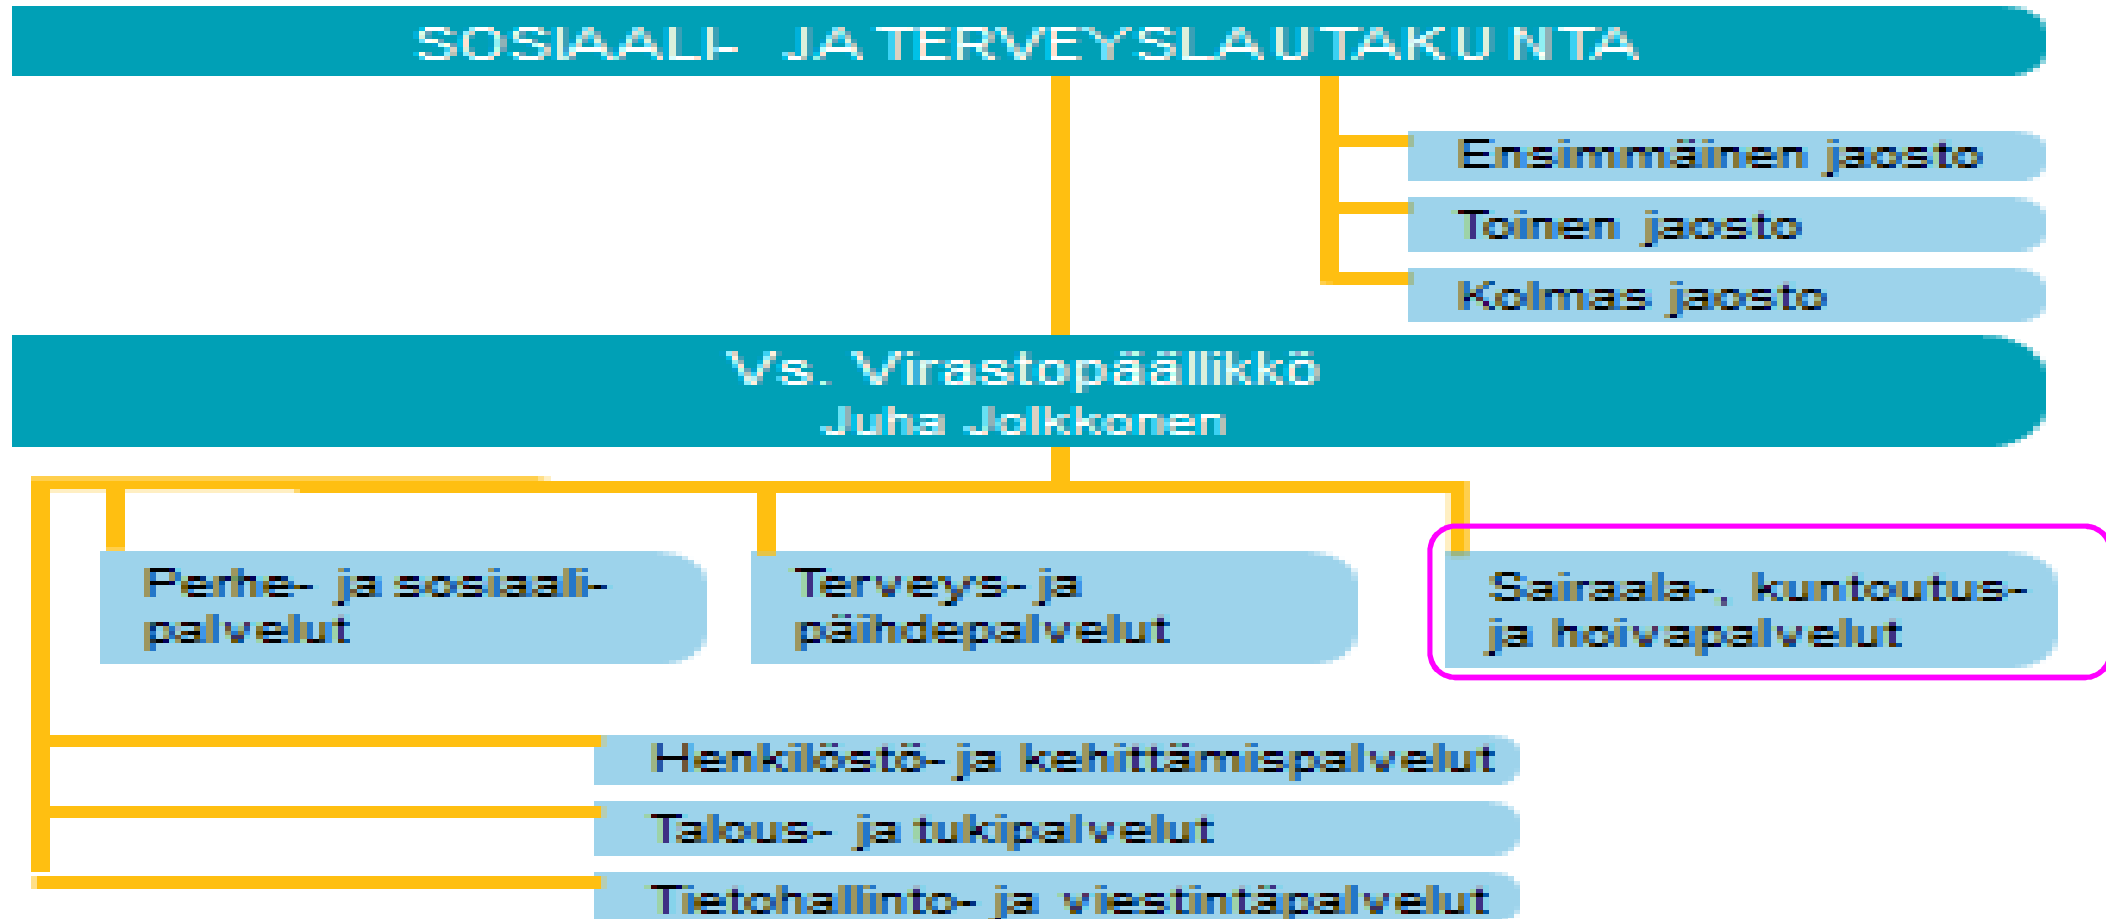 SOSIAALI- JA TERVEYSLAUTAKUNTA
Ensimmäinen jaosto
Toinen jaosto
Kolmas jaosto
Vs. Virastopäällikkö
Juha Jolkkonen
Perhe- ja sosiaali-
palvelut
Terveys- ja
päihdepalvelut
Sairaala-, kuntoutus-
ja hoivapalvelut
Henkilöstö- ja kehittämispalvelut
Talous- ja tukipalvelut
Tietohallinto- ja viestintäpalvelut